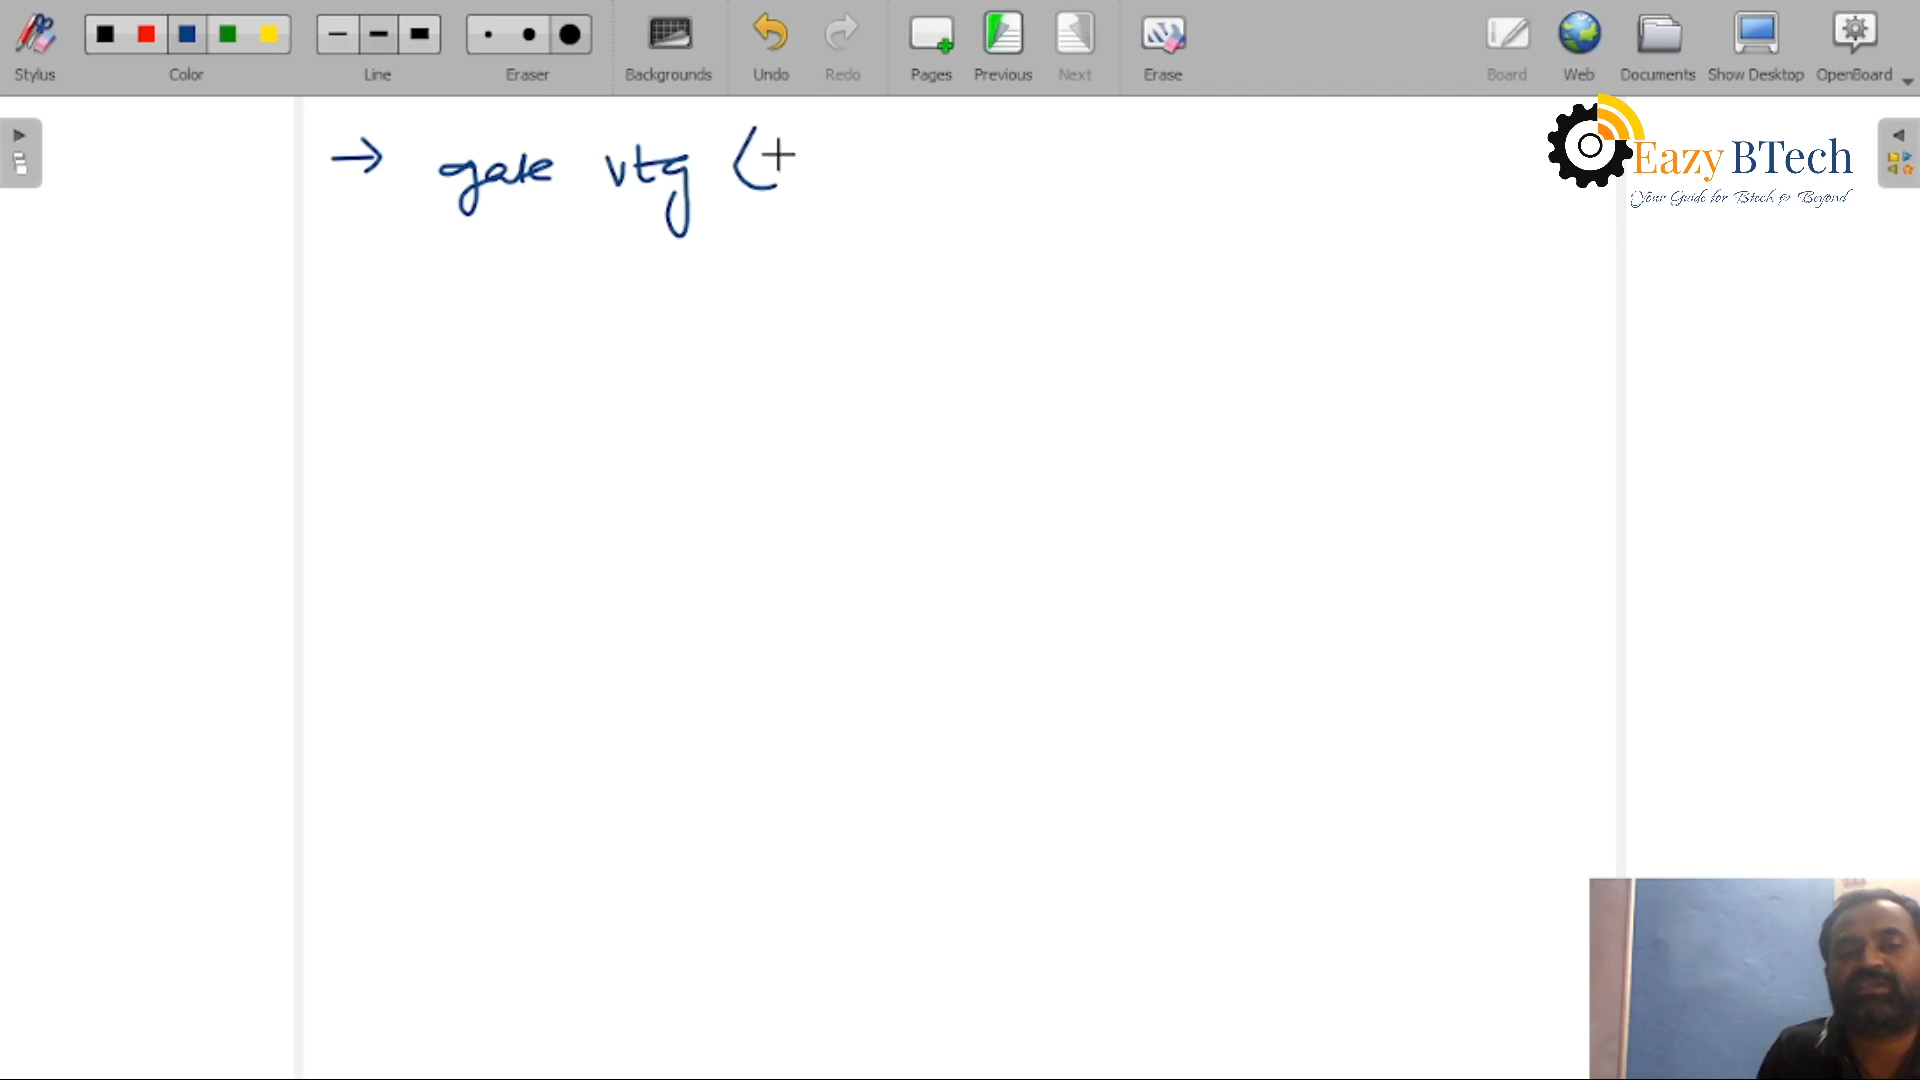 Stylus
Color
Line
Eraser
Backgrounds
Undo
Redo
Pages
Previous
Next
Erase
Board
Web
Documents
Show Desktop
OpenBoard
Eazy BTech
Your Guide for Btech & Beyond
→ gate vtg (